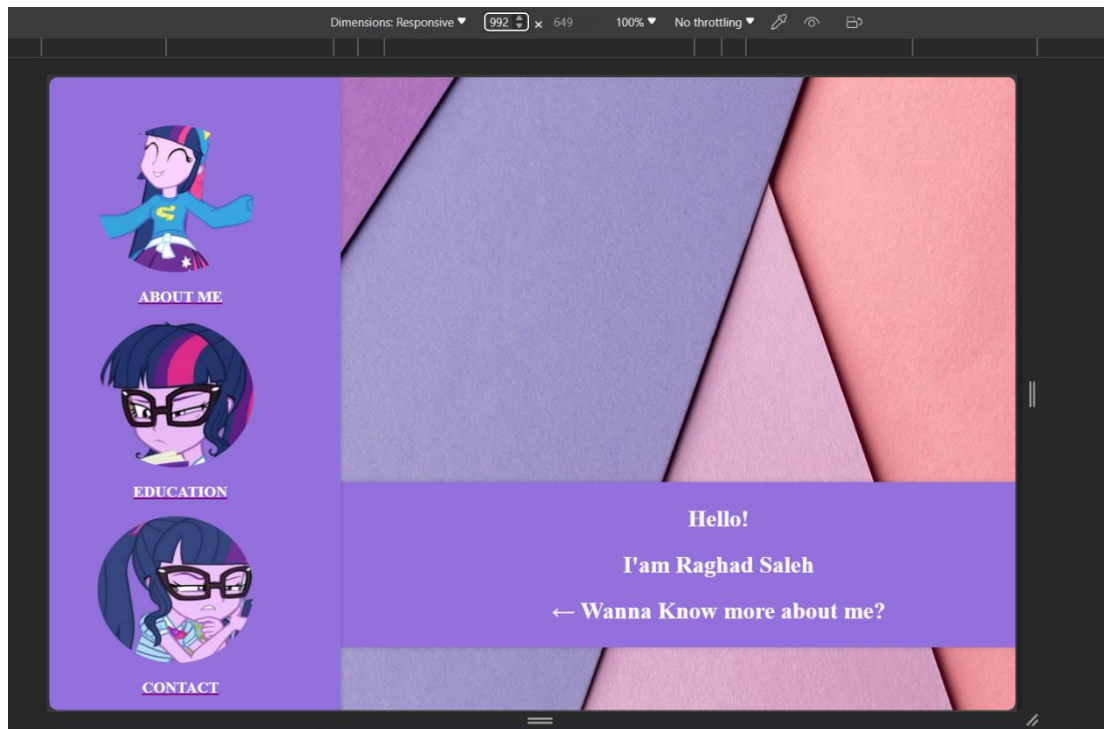 Dimensions: Responsive 992 × 649 100% No throttling
ABOUT ME
EDUCATION
CONTACT
Hello!
I'am Raghad Saleh
← Wanna Know more about me?